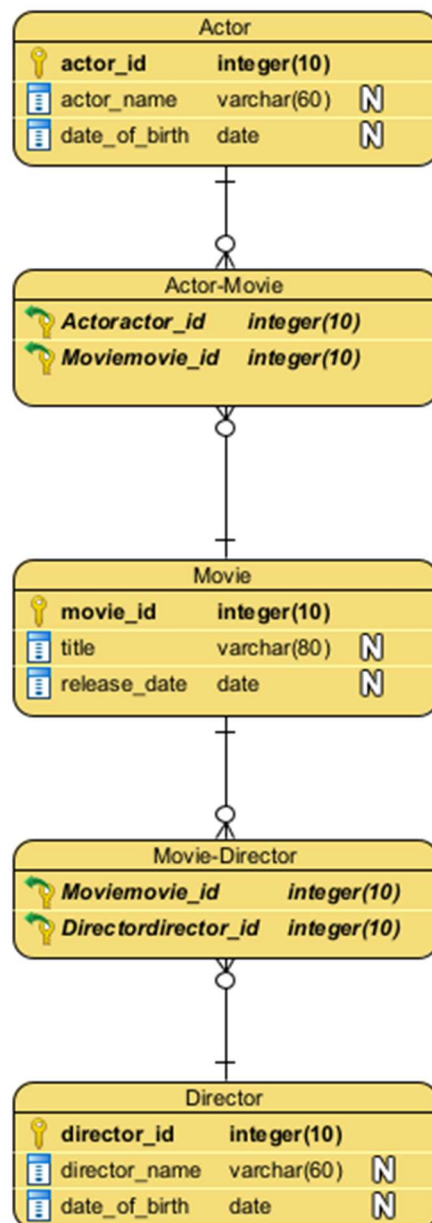 Actor
actor_id integer(10)
actor_name varchar(60) N
date_of_birth date N
Actor-Movie
Actoractor_id integer(10)
Moviemovie_id integer(10)
Movie
movie_id integer(10)
title varchar(80) N
release_date date N
Movie-Director
Moviemovie_id integer(10)
Directordirector_id integer(10)
Director
director_id integer(10)
director_name varchar(60) N
date_of_birth date N